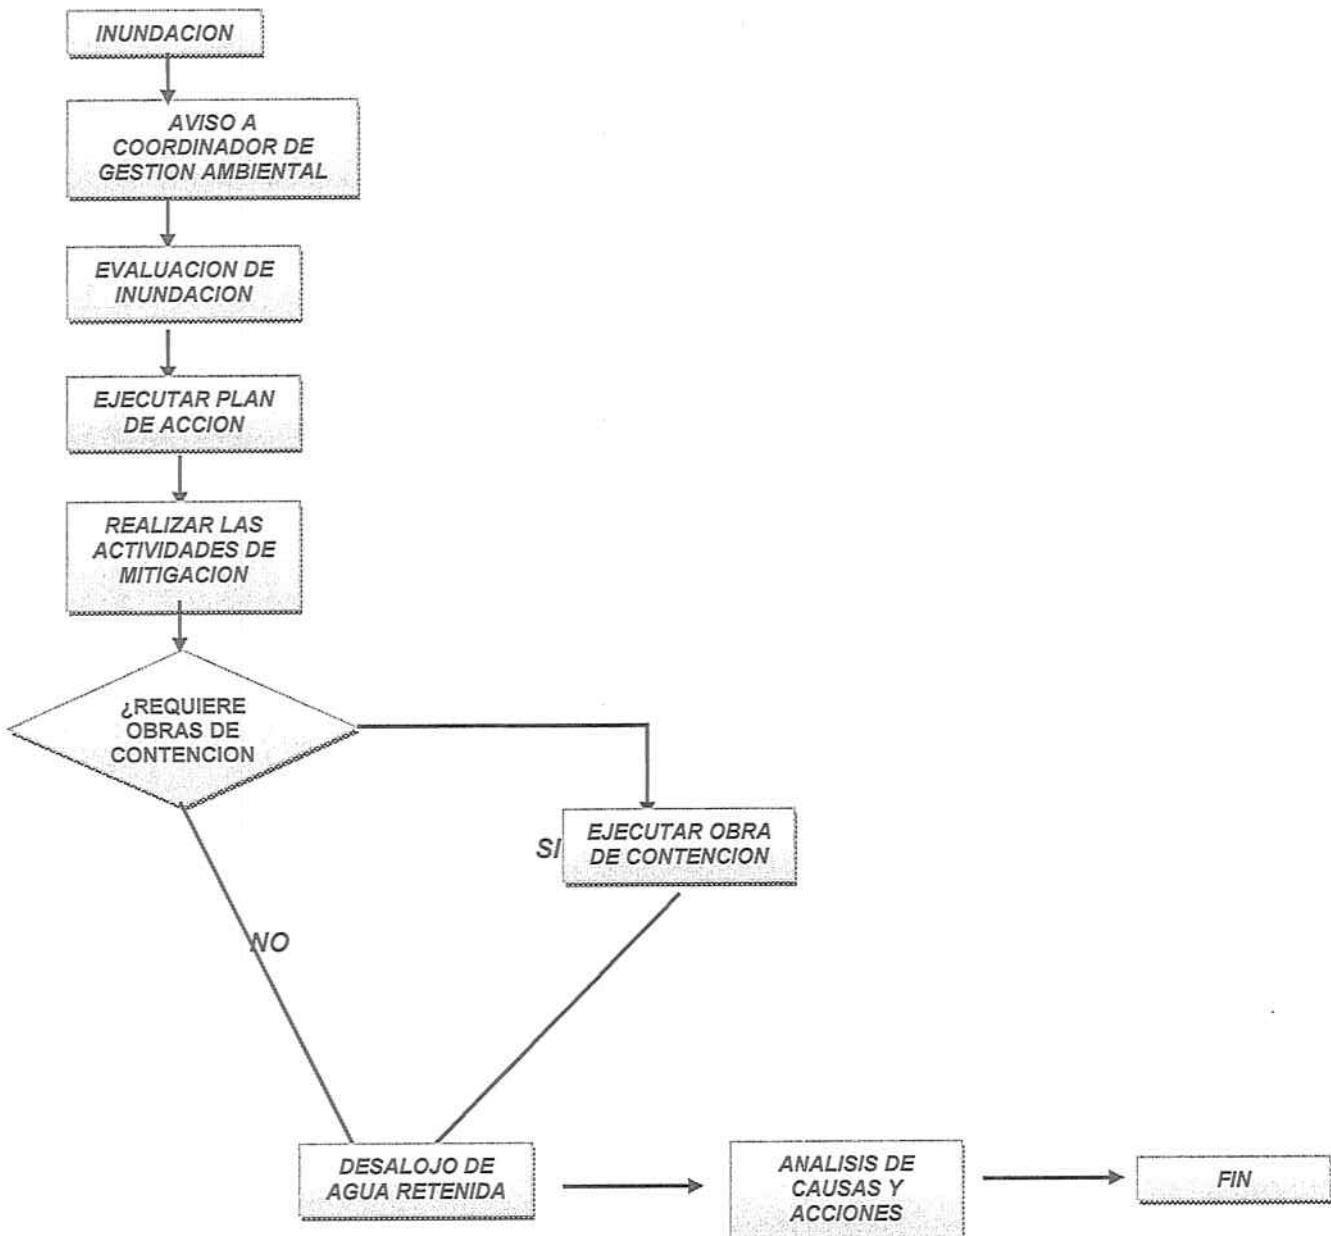 INUNDACION
AVISO A
COORDINADOR DE
GESTION AMBIENTAL
EVALUACION DE
INUNDACION
EJECUTAR PLAN
DE ACCION
REALIZAR LAS
ACTIVIDADES DE
MITIGACION
¿REQUIERE
OBRAS DE
CONTENCION
SI
EJECUTAR OBRA
DE CONTENCION
NO
DESALOJO DE
AGUA RETENIDA
ANALISIS DE
CAUSAS Y
ACCIONES
FIN